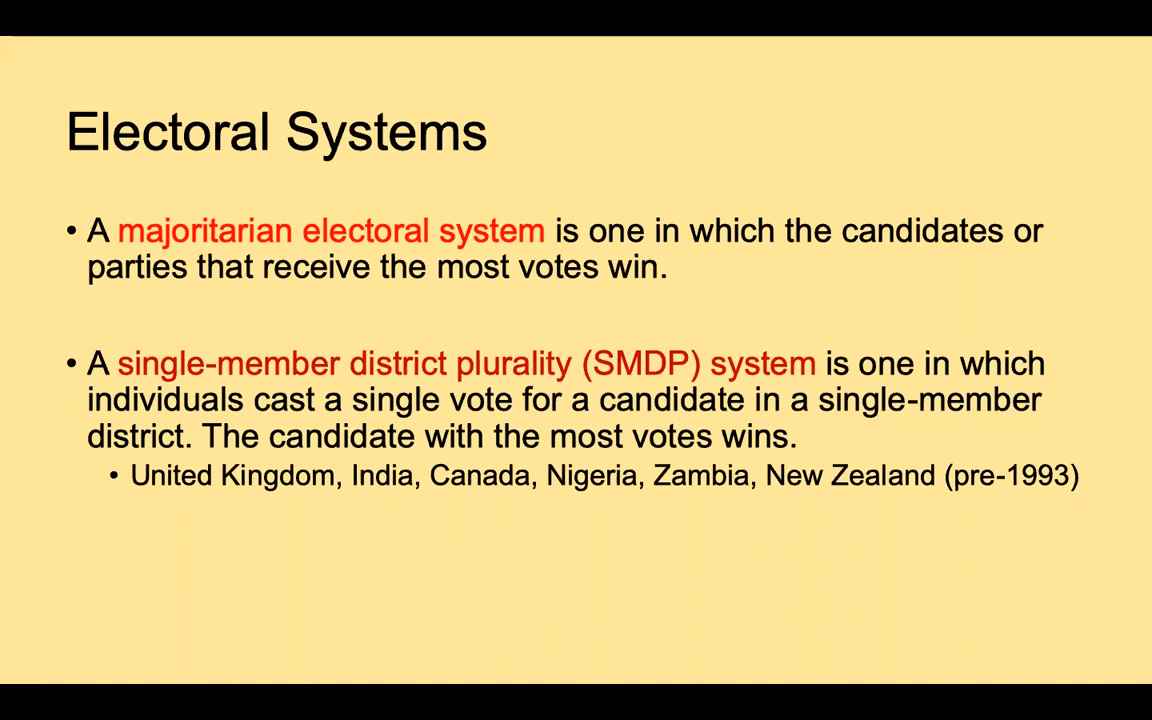 Electoral Systems
• A majoritarian electoral system is one in which the candidates or
parties that receive the most votes win.
• A single-member district plurality (SMDP) system is one in which
individuals cast a single vote for a candidate in a single-member
district. The candidate with the most votes wins.
• United Kingdom, India, Canada, Nigeria, Zambia, New Zealand (pre-1993)